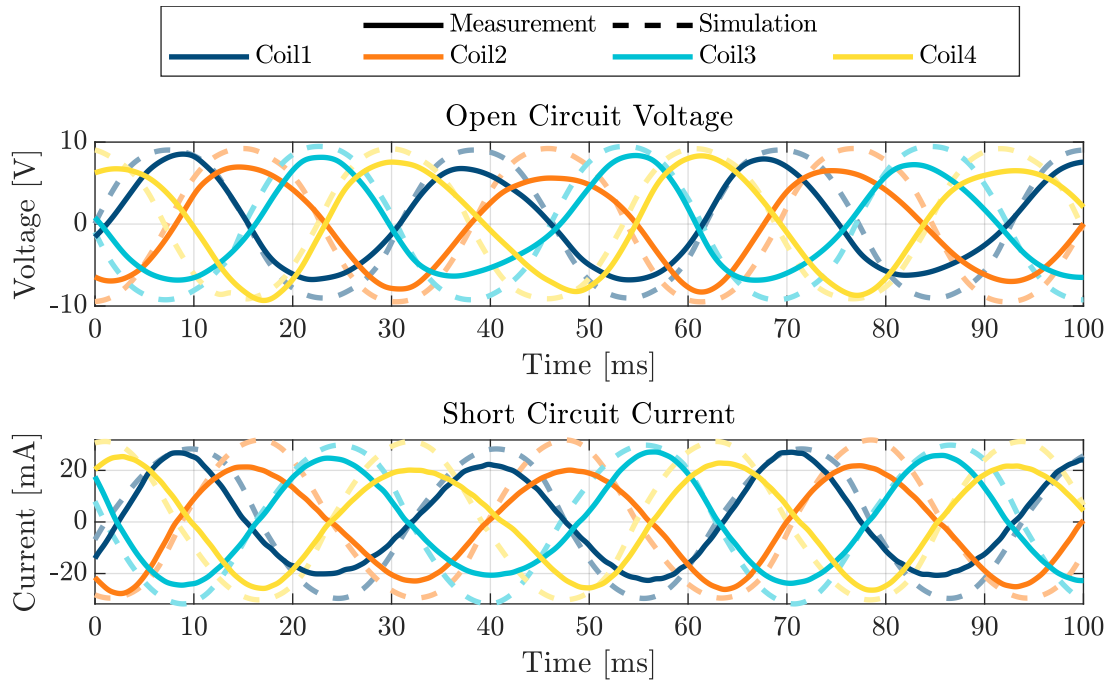 Measurement Simulation
Coil1 Coil2 Coil3 Coil4
Open Circuit Voltage
Voltage [V]
10
0
-10
0 10 20 30 40 50 60 70 80 90 100
Time [ms]
Short Circuit Current
Current [mA]
20
0
-20
0 10 20 30 40 50 60 70 80 90 100
Time [ms]